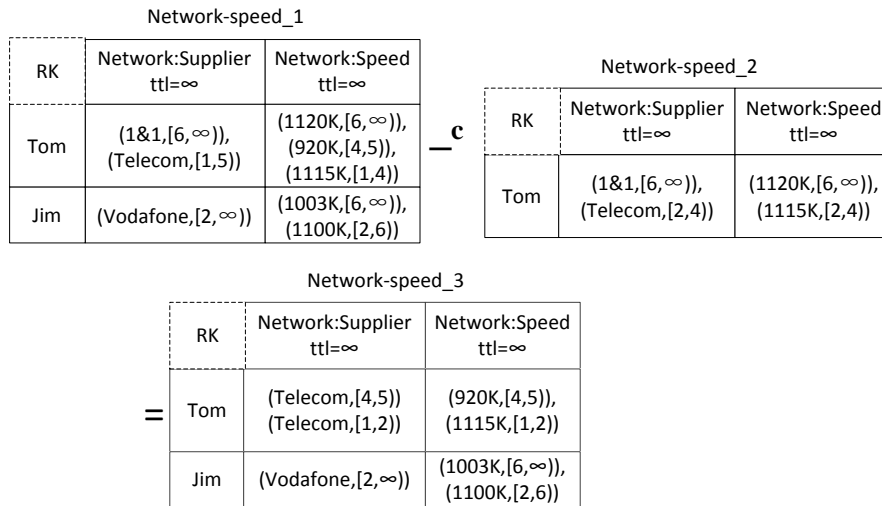 Network-speed_1
RK
Network:Supplier
ttl=∞
Network:Speed
ttl=∞
Tom
(1&1,[6,∞)),
(Telecom,[1,5))
(1120K,[6,∞)),
(920K,[4,5)),
(1115K,[1,4))
Jim
(Vodafone,[2,∞))
(1003K,[6,∞)),
(1100K,[2,6))
—c
Network-speed_2
RK
Network:Supplier
ttl=∞
Network:Speed
ttl=∞
Tom
(1&1,[6,∞)),
(Telecom,[2,4))
(1120K,[6,∞)),
(1115K,[2,4))
Network-speed_3
=
RK
Network:Supplier
ttl=∞
Network:Speed
ttl=∞
Tom
(Telecom,[4,5))
(Telecom,[1,2))
(920K,[4,5)),
(1115K,[1,2))
Jim
(Vodafone,[2,∞))
(1003K,[6,∞)),
(1100K,[2,6))